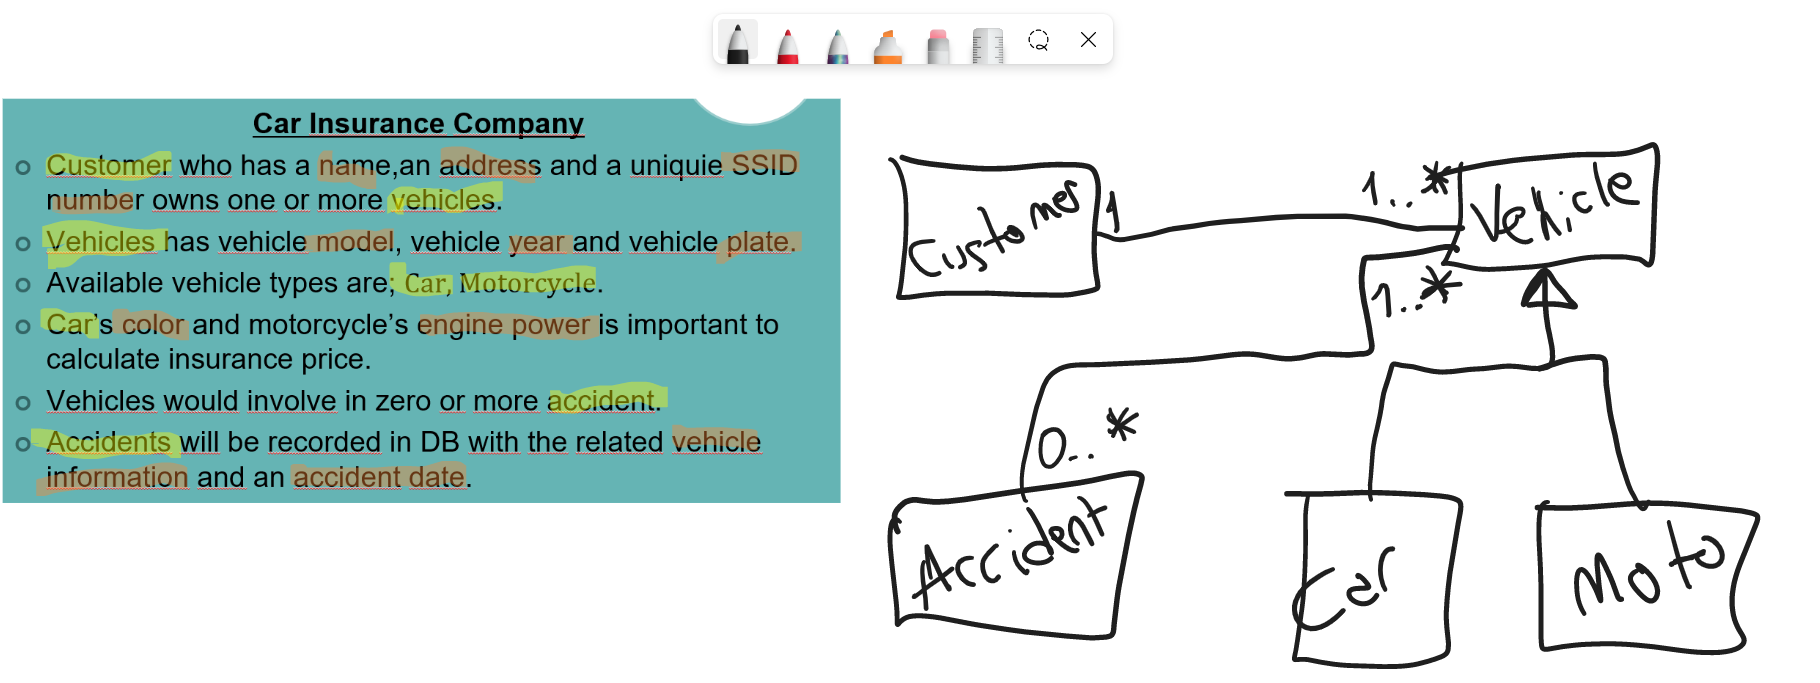 Car Insurance Company
Customer who has a name,an address and a uniquie SSID
number owns one or more vehicles.
Vehicles has vehicle model, vehicle year and vehicle plate.
Available vehicle types are; Car, Motorcycle.
Car's color and motorcycle's engine power is important to
calculate insurance price.
Vehicles would involve in zero or more accident.
Accidents will be recorded in DB with the related vehicle
information and an accident date.
Customer
1
1..*
Vehicle
1..*
0..*
Accident
Car
Moto